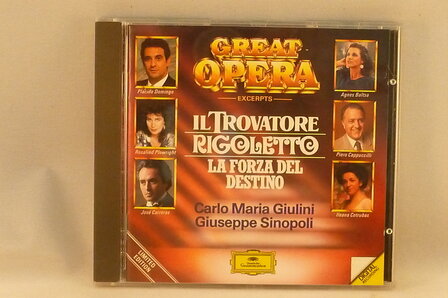 GREAT
OPERA
EXCERPTS
Plácido Domingo
Agnes Baltsa
IL TROVATORE
RIGOLETTO
LA FORZA DEL
DESTINO
Rosalind Plowright
Piero Cappuccilli
José Carreras
Ileana Cotrubas
Carlo Maria Giulini
Giuseppe Sinopoli
LIMITED
EDITION
Deutsche
Grammophon
DIGITAL
RECORDING